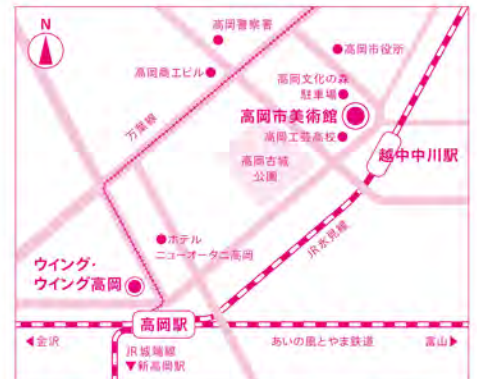 N
高岡警察署
高岡市役所
高岡商工ビル
高岡文化の森
駐車場
高岡市美術館
万葉線
高岡工芸高校
越中中川駅
高岡古城
公園
ホテル
ニューオータニ高岡
JR氷見線
ウイング・
ウイング高岡
高岡駅
◀金沢
あいの風とやま鉄道
富山▶
JR城端線
▼新高岡駅